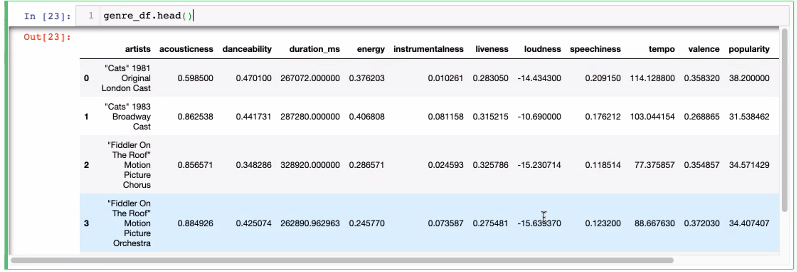 In [23]: 1 genre_df.head()
Out[23]:
artists acousticness danceability duration_ms energy instrumentalness liveness loudness speechiness tempo valence popularity
0 "Cats" 1981 Original London Cast 0.598500 0.470100 267072.000000 0.376203 0.010261 0.283050 -14.434300 0.209150 114.128800 0.358320 38.200000
1 "Cats" 1983 Broadway Cast 0.862538 0.441731 287280.000000 0.406808 0.081158 0.315215 -10.690000 0.176212 103.044154 0.268865 31.538462
2 "Fiddler On The Roof" Motion Picture Chorus 0.856571 0.348286 328920.000000 0.286571 0.024593 0.325786 -15.230714 0.118514 77.375857 0.354857 34.571429
3 "Fiddler On The Roof" Motion Picture Orchestra 0.884926 0.425074 262890.962963 0.245770 0.073587 0.275481 0.123200 88.667630 0.372030 34.407407